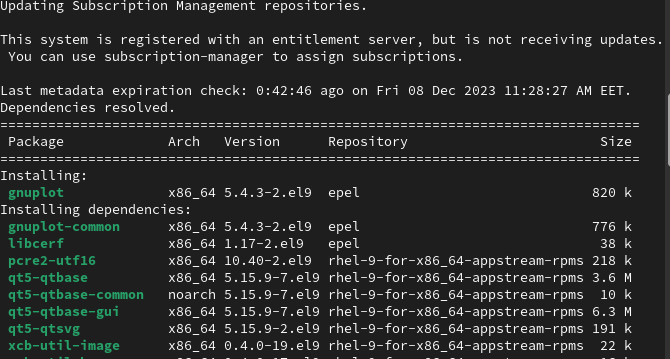 Updating Subscription Management repositories.
This system is registered with an entitlement server, but is not receiving updates.
You can use subscription-manager to assign subscriptions.
Last metadata expiration check: 0:42:46 ago on Fri 08 Dec 2023 11:28:27 AM EET.
Dependencies resolved.
================================================================================
Package Arch Version Repository Size
================================================================================
Installing:
gnuplot x86_64 5.4.3-2.el9 epel 820 k
Installing dependencies:
gnuplot-common x86_64 5.4.3-2.el9 epel 776 k
libcerf x86_64 1.17-2.el9 epel 38 k
pcre2-utf16 x86_64 10.40-2.el9 rhel-9-for-x86_64-appstream-rpms 218 k
qt5-qtbase x86_64 5.15.9-7.el9 rhel-9-for-x86_64-appstream-rpms 3.6 M
qt5-qtbase-common noarch 5.15.9-7.el9 rhel-9-for-x86_64-appstream-rpms 10 k
qt5-qtbase-gui x86_64 5.15.9-7.el9 rhel-9-for-x86_64-appstream-rpms 6.3 M
qt5-qtsvg x86_64 5.15.9-2.el9 rhel-9-for-x86_64-appstream-rpms 191 k
xcb-util-image x86_64 0.4.0-19.el9 rhel-9-for-x86_64-appstream-rpms 22 k